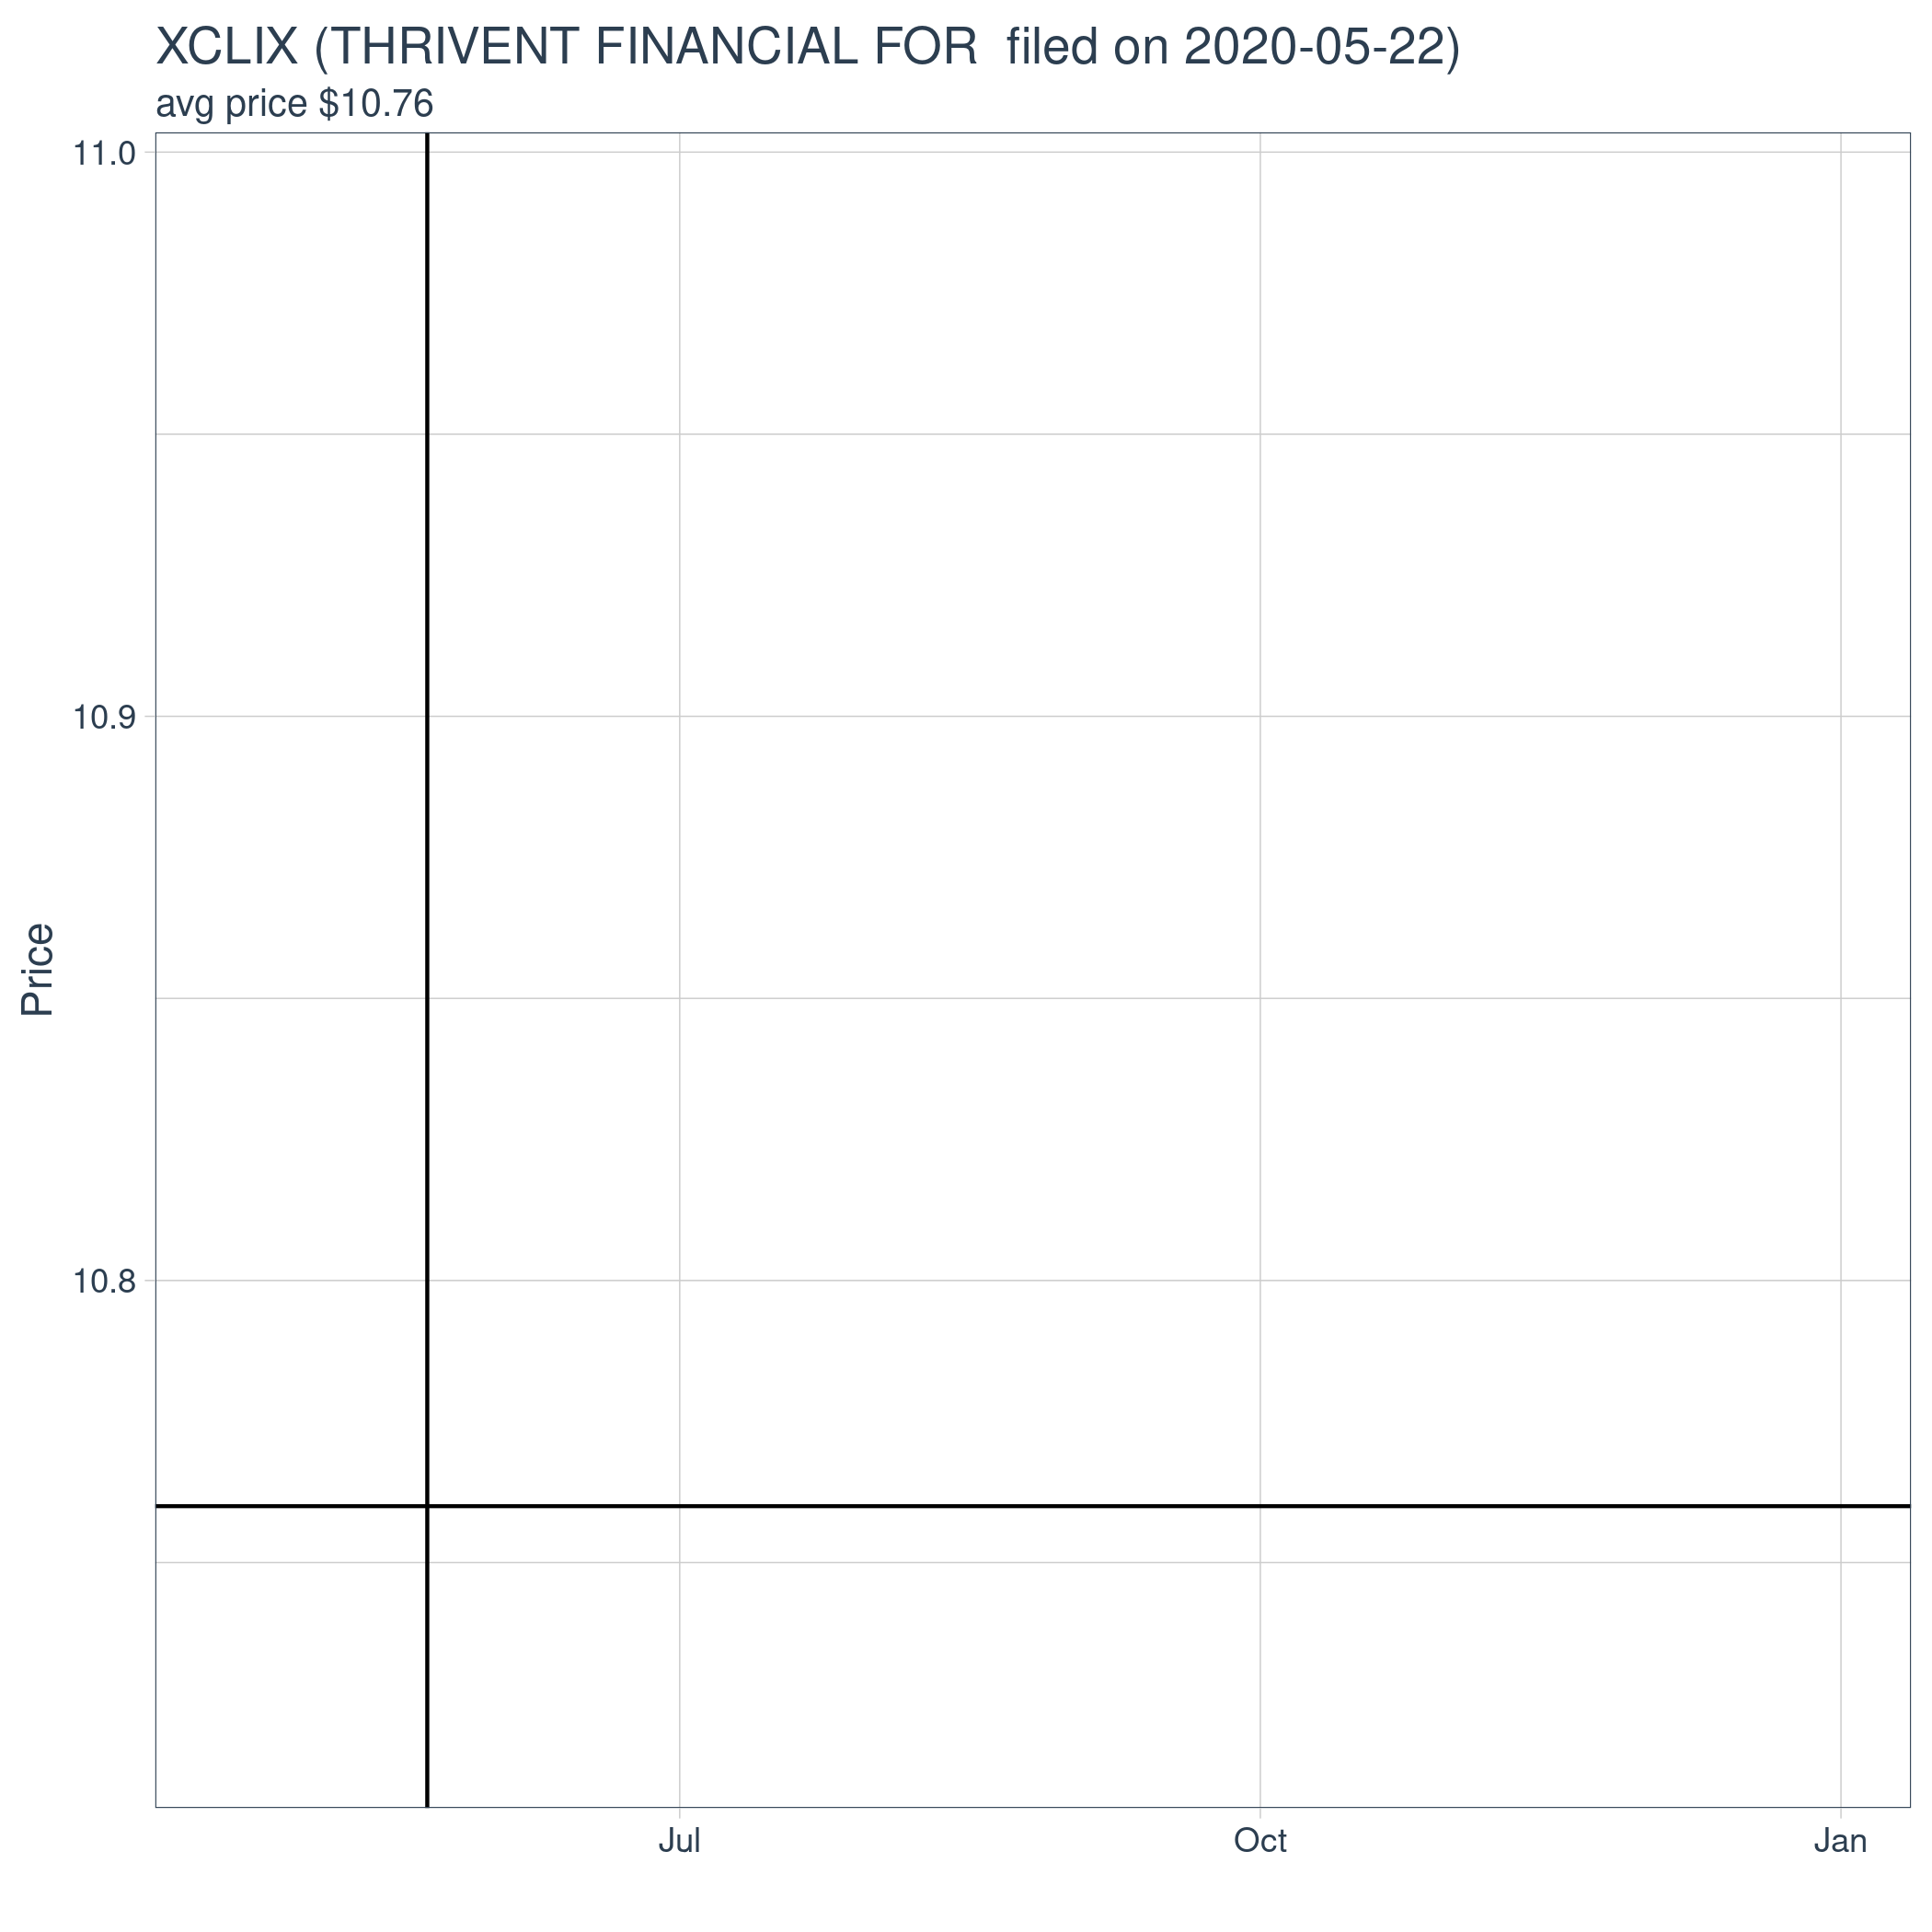 XCLIX (THRIVENT FINANCIAL FOR  filed on 2020-05-22)
avg price $10.76
11.0
10.9
10.8
Price
Jul Oct Jan